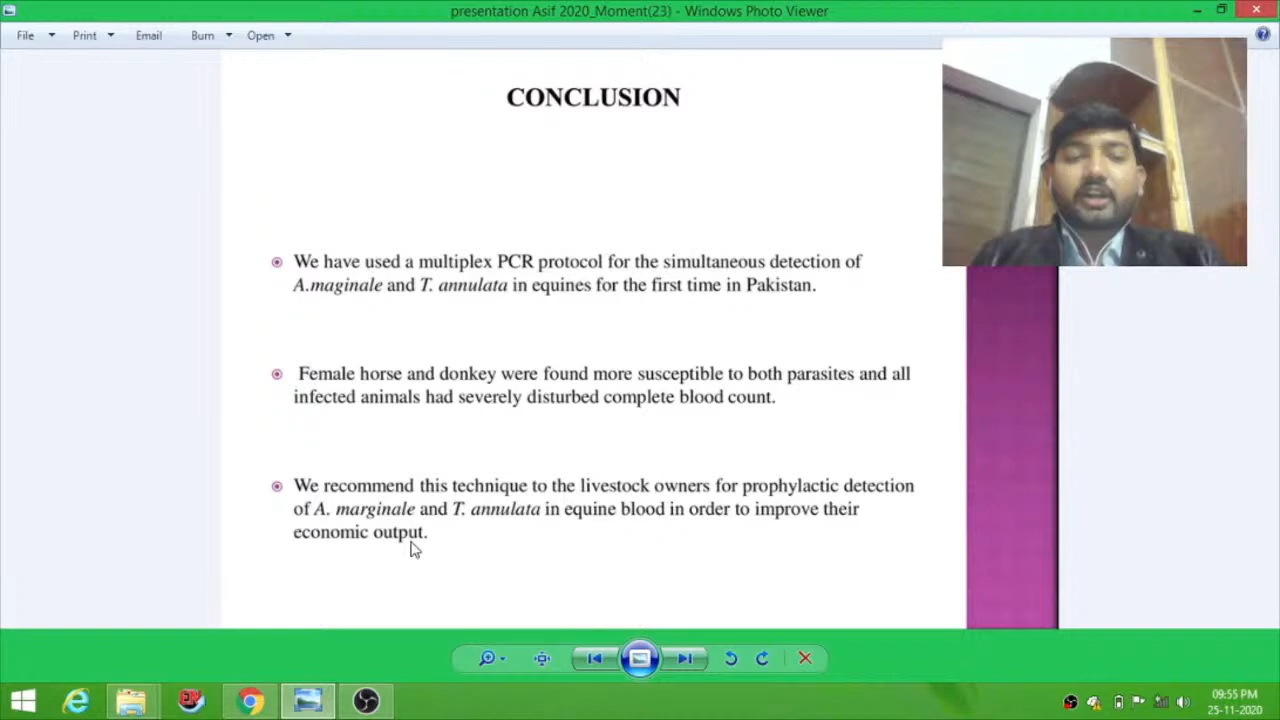 presentation Asif 2020_Moment(23) - Windows Photo Viewer
File Print Email Burn Open
CONCLUSION
We have used a multiplex PCR protocol for the simultaneous detection of
A.maginale and T. annulata in equines for the first time in Pakistan.
Female horse and donkey were found more susceptible to both parasites and all
infected animals had severely disturbed complete blood count.
We recommend this technique to the livestock owners for prophylactic detection
of A. marginale and T. annulata in equine blood in order to improve their
economic output.
09:55 PM
25-11-2020